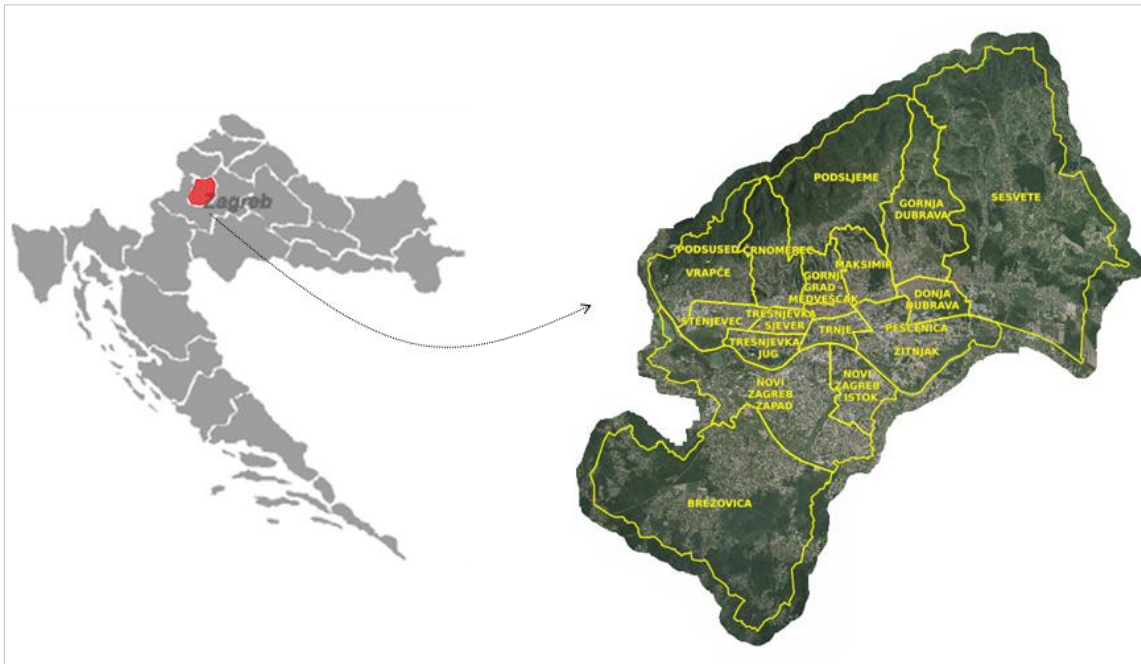 Zagreb
PODSLJEME
GORNJA
DUBRAVA
SESVETE
PODSUSED
VRAPČE
ČRNOMEREC
MAKSIMIR
GORNJI
GRAD
MEDVEŠČAK
DONJA
DUBRAVA
STENJEVEC
TREŠNJEVKA
SJEVER
TRNJE
PEŠČENICA
ŽITNJAK
TREŠNJEVKA
JUG
NOVI
ZAGREB
ZAPAD
NOVI
ZAGREB
ISTOK
BREZOVICA